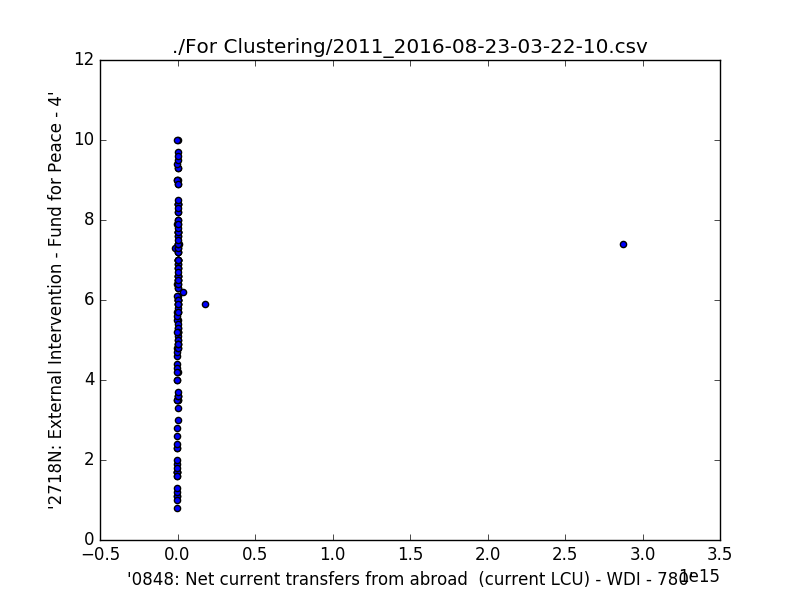 ./For Clustering/2011_2016-08-23-03-22-10.csv
12
10
8
6
4
2
0
'2718N: External Intervention - Fund for Peace - 4'
−0.5 0.0 0.5 1.0 1.5 2.0 2.5 3.0 3.5
1e15
'0848: Net current transfers from abroad  (current LCU) - WDI - 780'